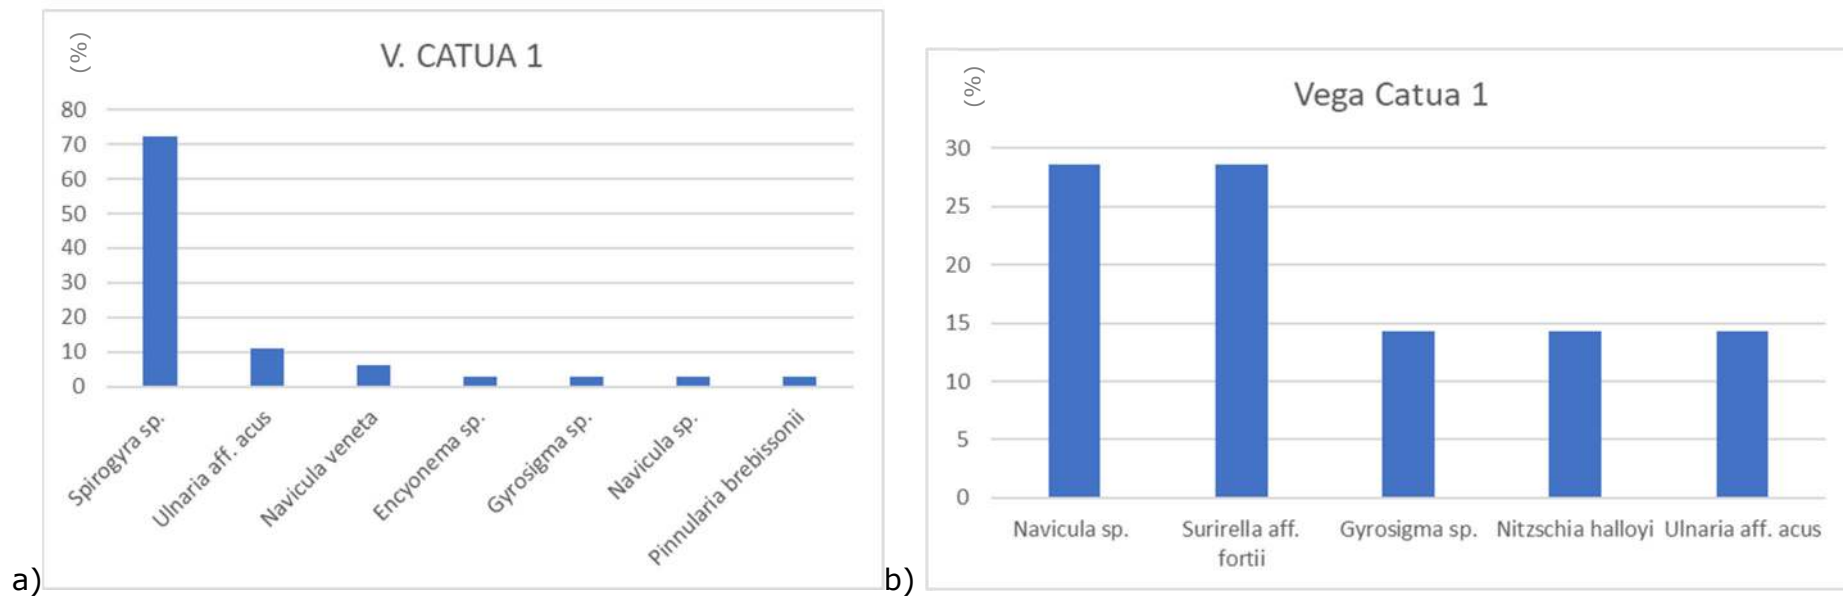 (%)
V. CATUA 1
80
70
60
50
40
30
20
10
0
Spirogyra sp.
Ulnaria aff. acus
Navicula veneta
Encyonema sp.
Gyrosigma sp.
Navicula sp.
Pinnularia brebissonii
a)
(%)
Vega Catua 1
30
25
20
15
10
5
0
Navicula sp.
Surirella aff.
fortii
Gyrosigma sp.
Nitzschia halloyi
Ulnaria aff. acus
b)